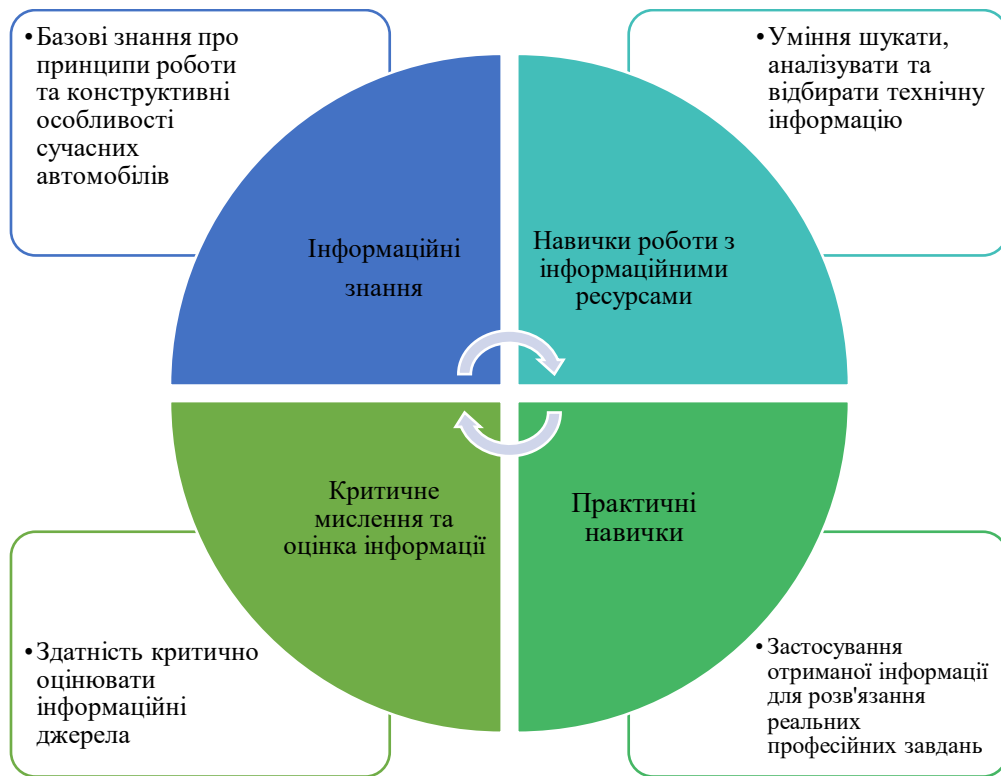 •Базові знання про
принципи роботи
та конструктивні
особливості
сучасних
автомобілів
•Уміння шукати,
аналізувати та
відбирати технічну
інформацію
Інформаційні
знання
Навички роботи з
інформаційними
ресурсами
Критичне
мислення та
оцінка інформації
Практичні
навички
•Здатність критично
оцінювати
інформаційні
джерела
•Застосування
отриманої інформації
для розв'язання
реальних
професійних завдань